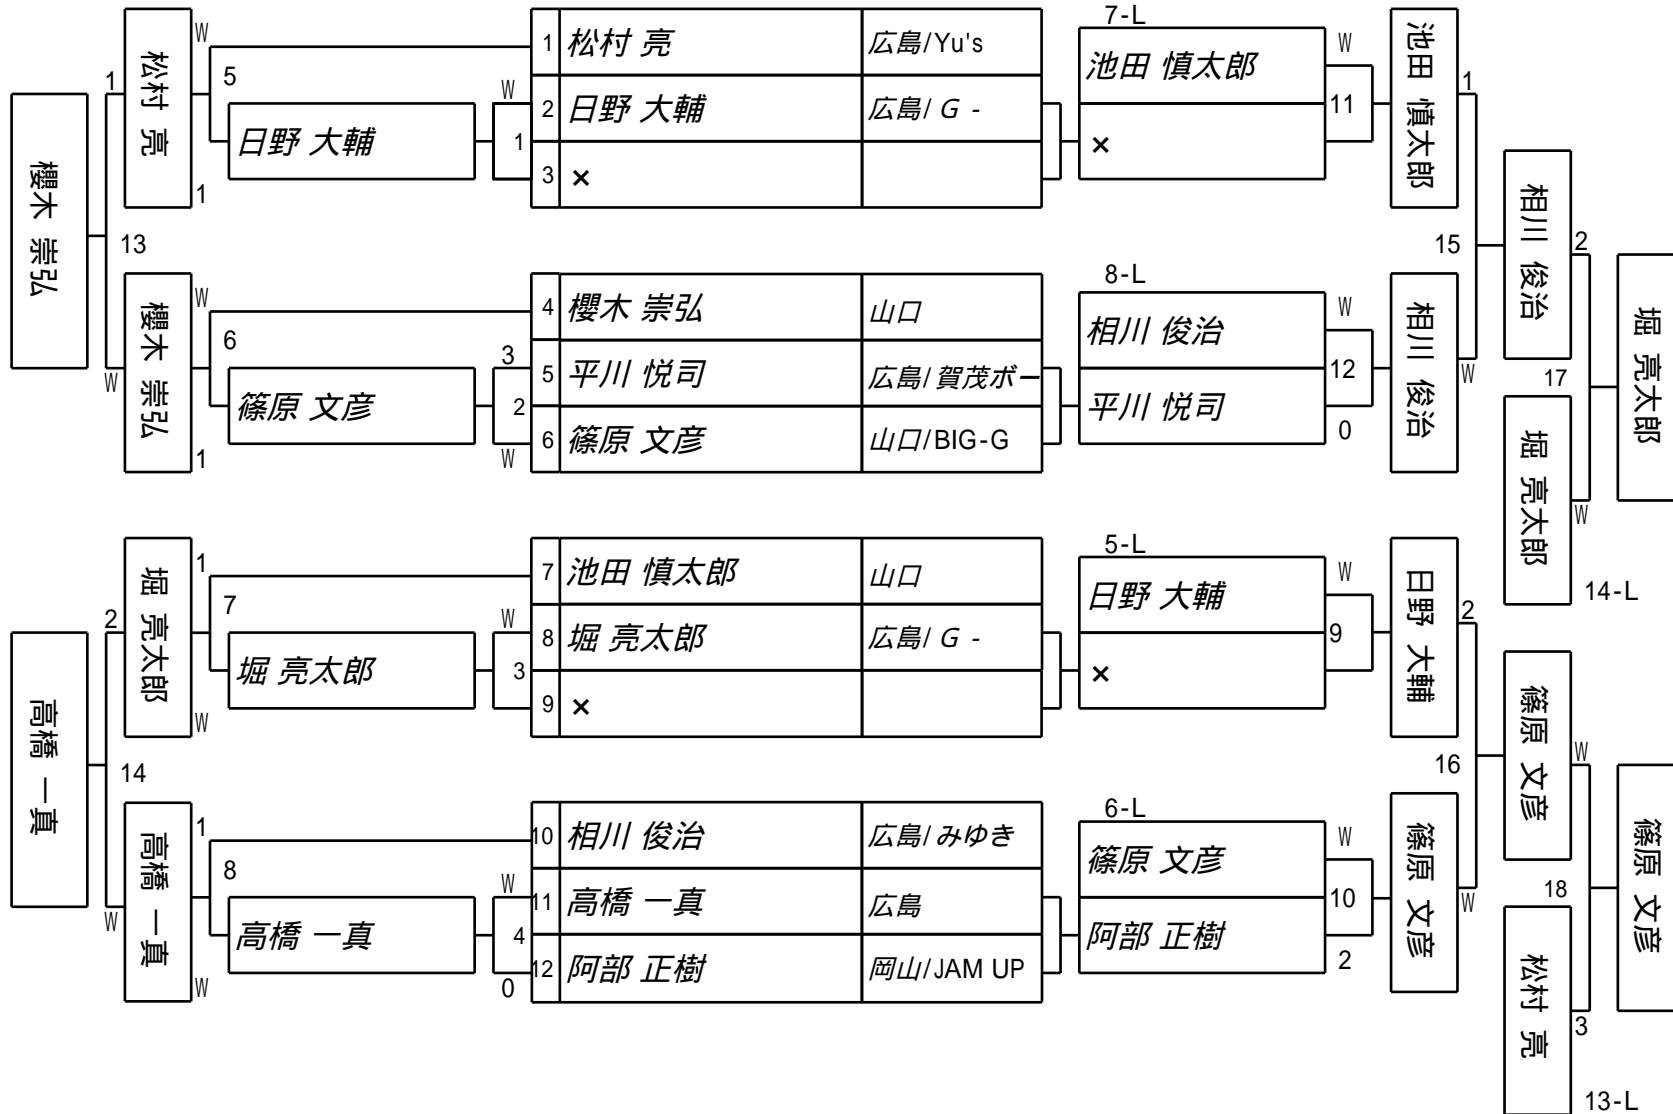 7-L
W
1 松村 亮 広島/Yu's
池田 慎太郎
W
松村 亮
池田 慎太郎
1
5
W
2 日野 大輔 広島/ G -
11
1
日野 大輔
1
×
3 ×
1
櫻木 崇弘
13
15
相川 俊治
2
8-L
W
4 櫻木 崇弘 山口
相川 俊治
W
櫻木 崇弘
相川 俊治
堀 亮太郎
6
3
5 平川 悦司 広島/賀茂ボー
12
W
篠原 文彦
2
平川 悦司
W
17
6 篠原 文彦 山口/BIG-G
0
1
W
堀 亮太郎
W
5-L
1
7 池田 慎太郎 山口
日野 大輔
W
14-L
堀 亮太郎
日野 大輔
2
7
W
8 堀 亮太郎 広島/ G -
9
2
堀 亮太郎
3
×
9 ×
W
高橋 一真
14
16
篠原 文彦
W
6-L
1
10 相川 俊治 広島/みゆき
篠原 文彦
W
高橋 一真
篠原 文彦
篠原 文彦
8
W
11 高橋 一真 広島
10
W
高橋 一真
4
阿部 正樹
W
18
12 阿部 正樹 岡山/JAM UP
2
W
0
松村 亮
3
13-L